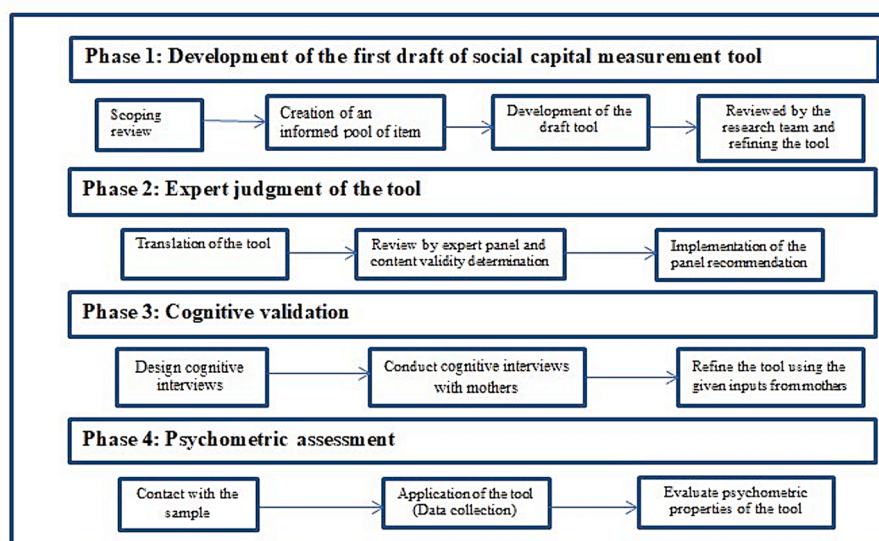 Phase 1: Development of the first draft of social capital measurement tool
Scoping
review
Creation of an
informed pool of item
Development of the
draft tool
Reviewed by the
research team and
refining the tool
Phase 2: Expert judgment of the tool
Translation of the tool
Review by expert panel and
content validity determination
Implementation of the
panel recommendation
Phase 3: Cognitive validation
Design cognitive
interviews
Conduct cognitive interviews
with mothers
Refine the tool using the
given inputs from mothers
Phase 4: Psychometric assessment
Contact with the
sample
Application of the tool
(Data collection)
Evaluate psychometric
properties of the tool